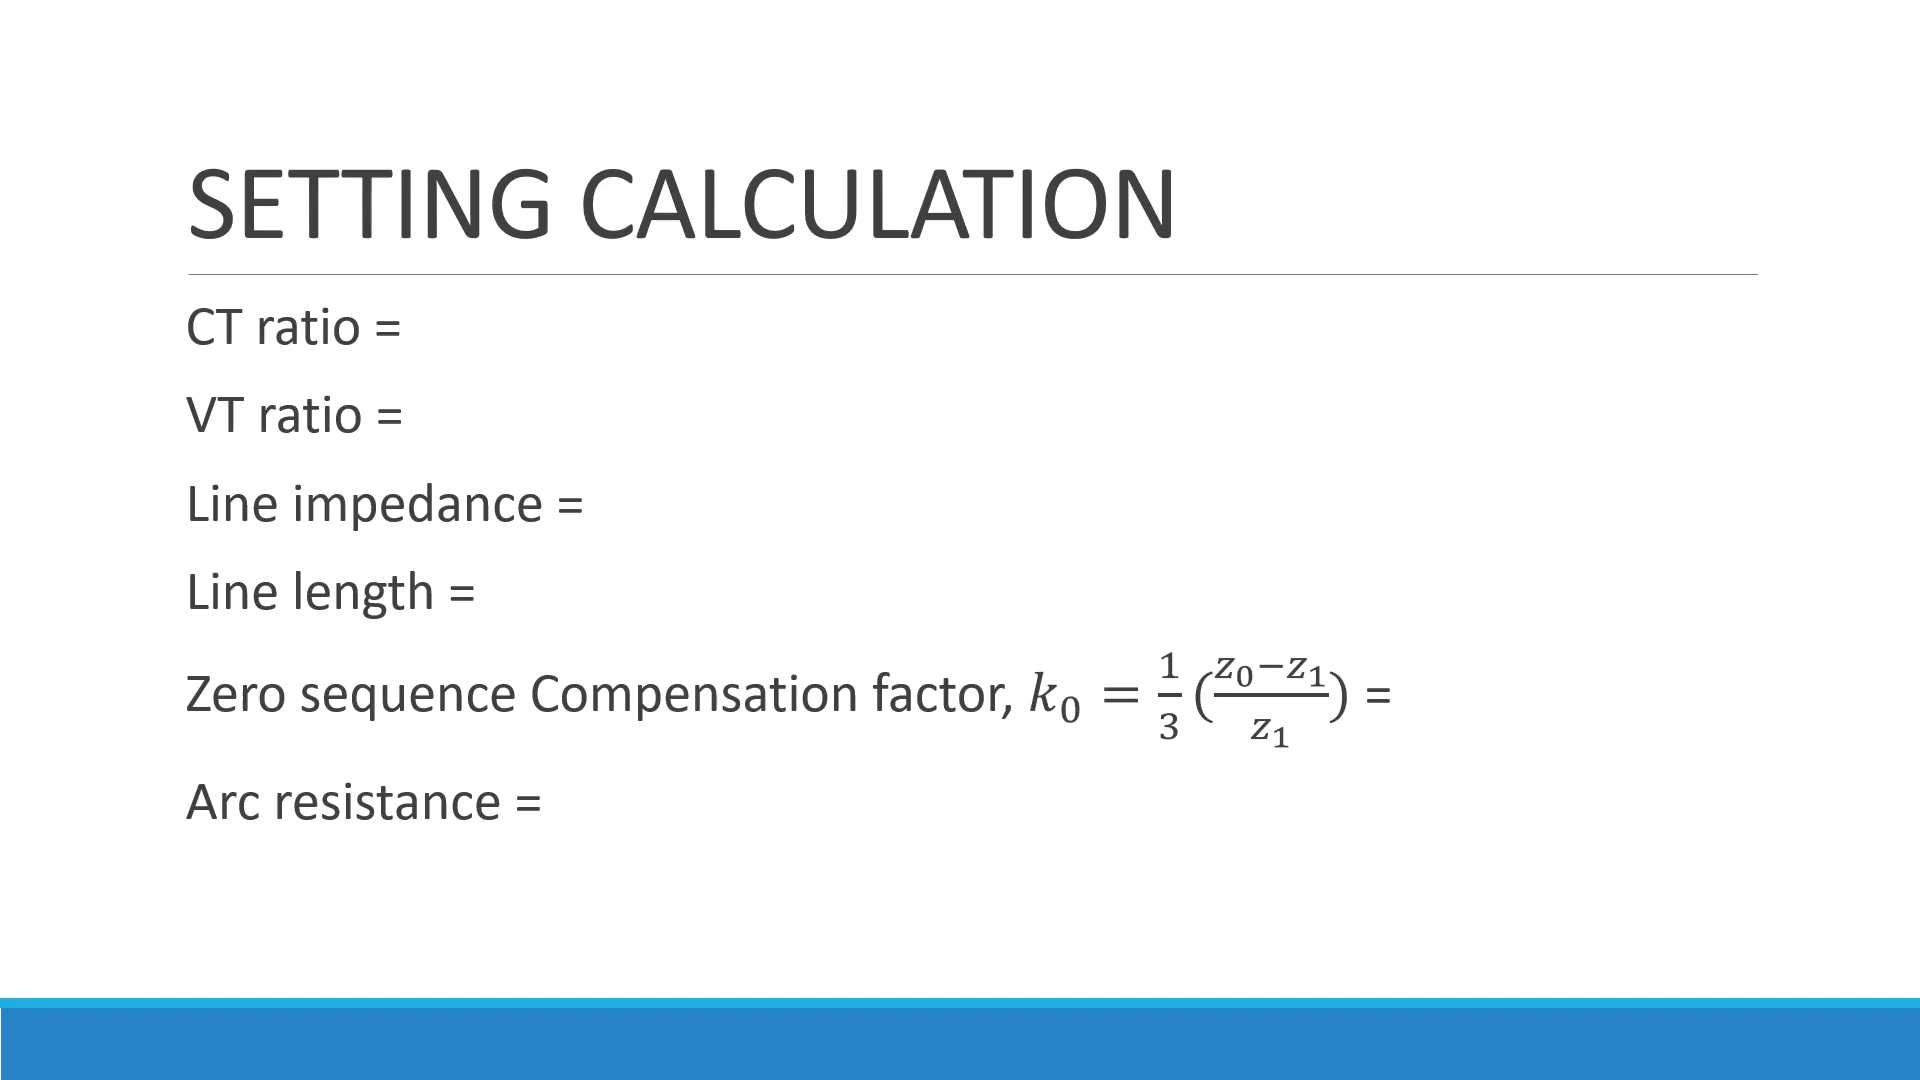 SETTING CALCULATION
CT ratio =
VT ratio =
Line impedance =
Line length =
Zero sequence Compensation factor, k₀ = 1/3 (z₀−z₁/z₁) =
Arc resistance =